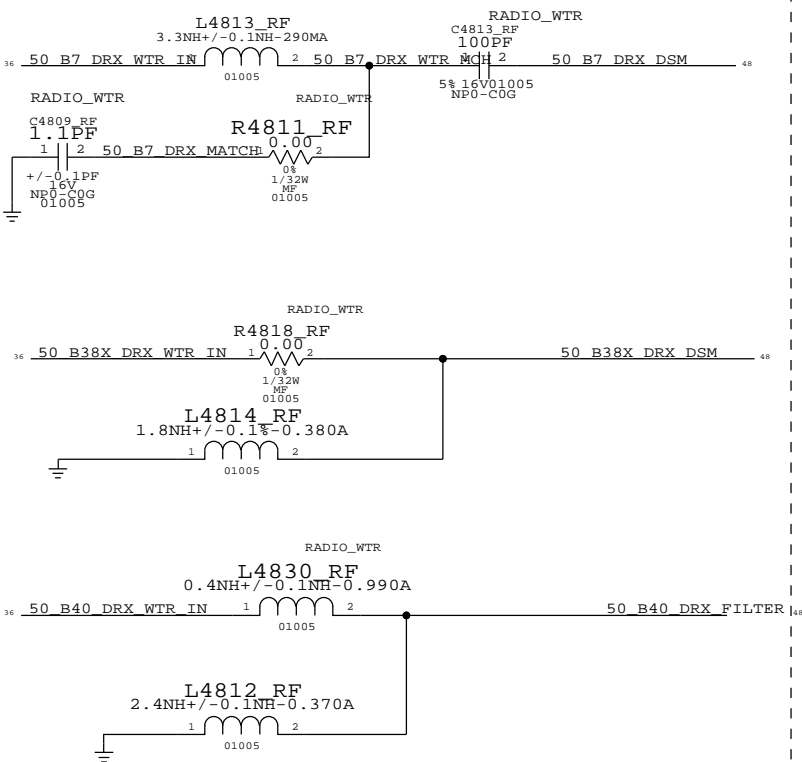 RADIO_WTR
L4813_RF
3.3NH+/-0.1NH-290MA
C4813_RF
100PF
36 50_B7_DRX_WTR_IN 1 2 50_B7_DRX_WTR_MCH 1 2 50_B7_DRX_DSM 48
01005
5% 16V01005
NP0-C0G
RADIO_WTR
RADIO_WTR
C4809_RF
1.1PF
R4811_RF
0.00
1 2 50_B7_DRX_MATCH 1 2
+/-0.1PF
16V
NP0-C0G
01005
0%
1/32W
MF
01005
RADIO_WTR
R4818_RF
0.00
36 50_B38X_DRX_WTR_IN 1 2 50_B38X_DRX_DSM 48
0%
1/32W
MF
01005
L4814_RF
1.8NH+/-0.1%-0.380A
1 2
01005
RADIO_WTR
L4830_RF
0.4NH+/-0.1NH-0.990A
36 50_B40_DRX_WTR_IN 1 2 50_B40_DRX_FILTER 48
01005
L4812_RF
2.4NH+/-0.1NH-0.370A
1 2
01005